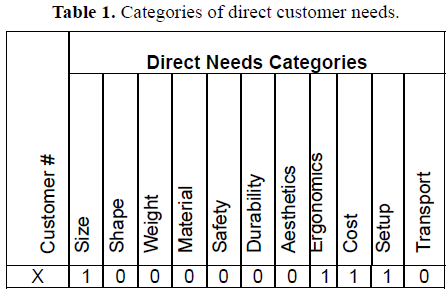 Table 1. Categories of direct customer needs.
Direct Needs Categories
Customer #
Size
Shape
Weight
Material
Safety
Durability
Aesthetics
Ergonomics
Cost
Setup
Transport
X 1 0 0 0 0 0 0 1 1 1 0